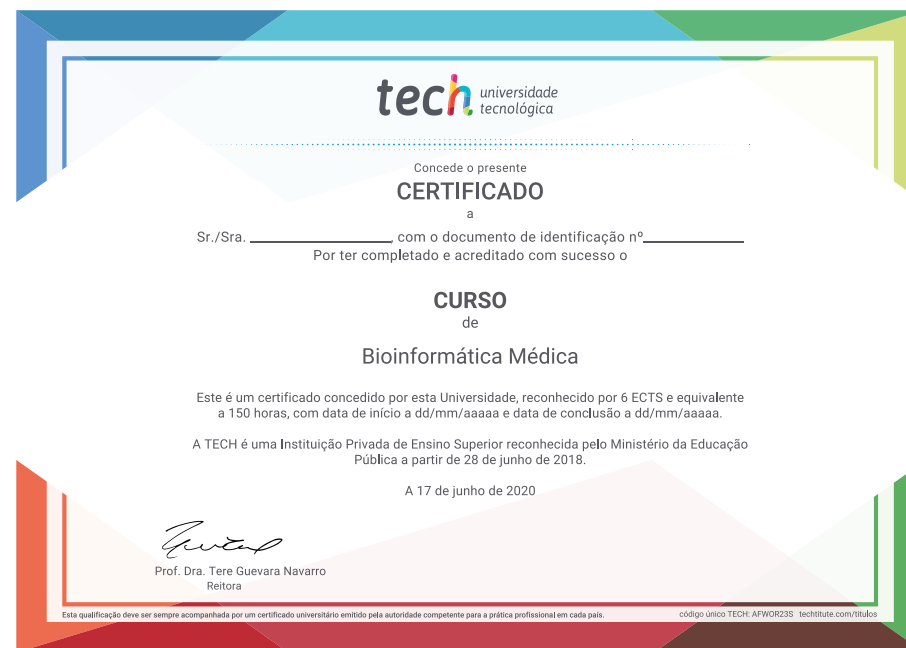 tech universidade
tecnológica
Concede o presente
CERTIFICADO
a
Sr./Sra. ________________, com o documento de identificação nº____________
Por ter completado e acreditado com sucesso o
CURSO
de
Bioinformática Médica
Este é um certificado concedido por esta Universidade, reconhecido por 6 ECTS e equivalente
a 150 horas, com data de início a dd/mm/aaaaa e data de conclusão a dd/mm/aaaaa.
A TECH é uma Instituição Privada de Ensino Superior reconhecida pelo Ministério da Educação
Pública a partir de 28 de junho de 2018.
A 17 de junho de 2020
Prof. Dra. Tere Guevara Navarro
Reitora
Esta qualificação deve ser sempre acompanhada por um certificado universitário emitido pela autoridade competente para a prática profissional em cada país.
código único TECH: AFWOR23S techtitute.com/titulos